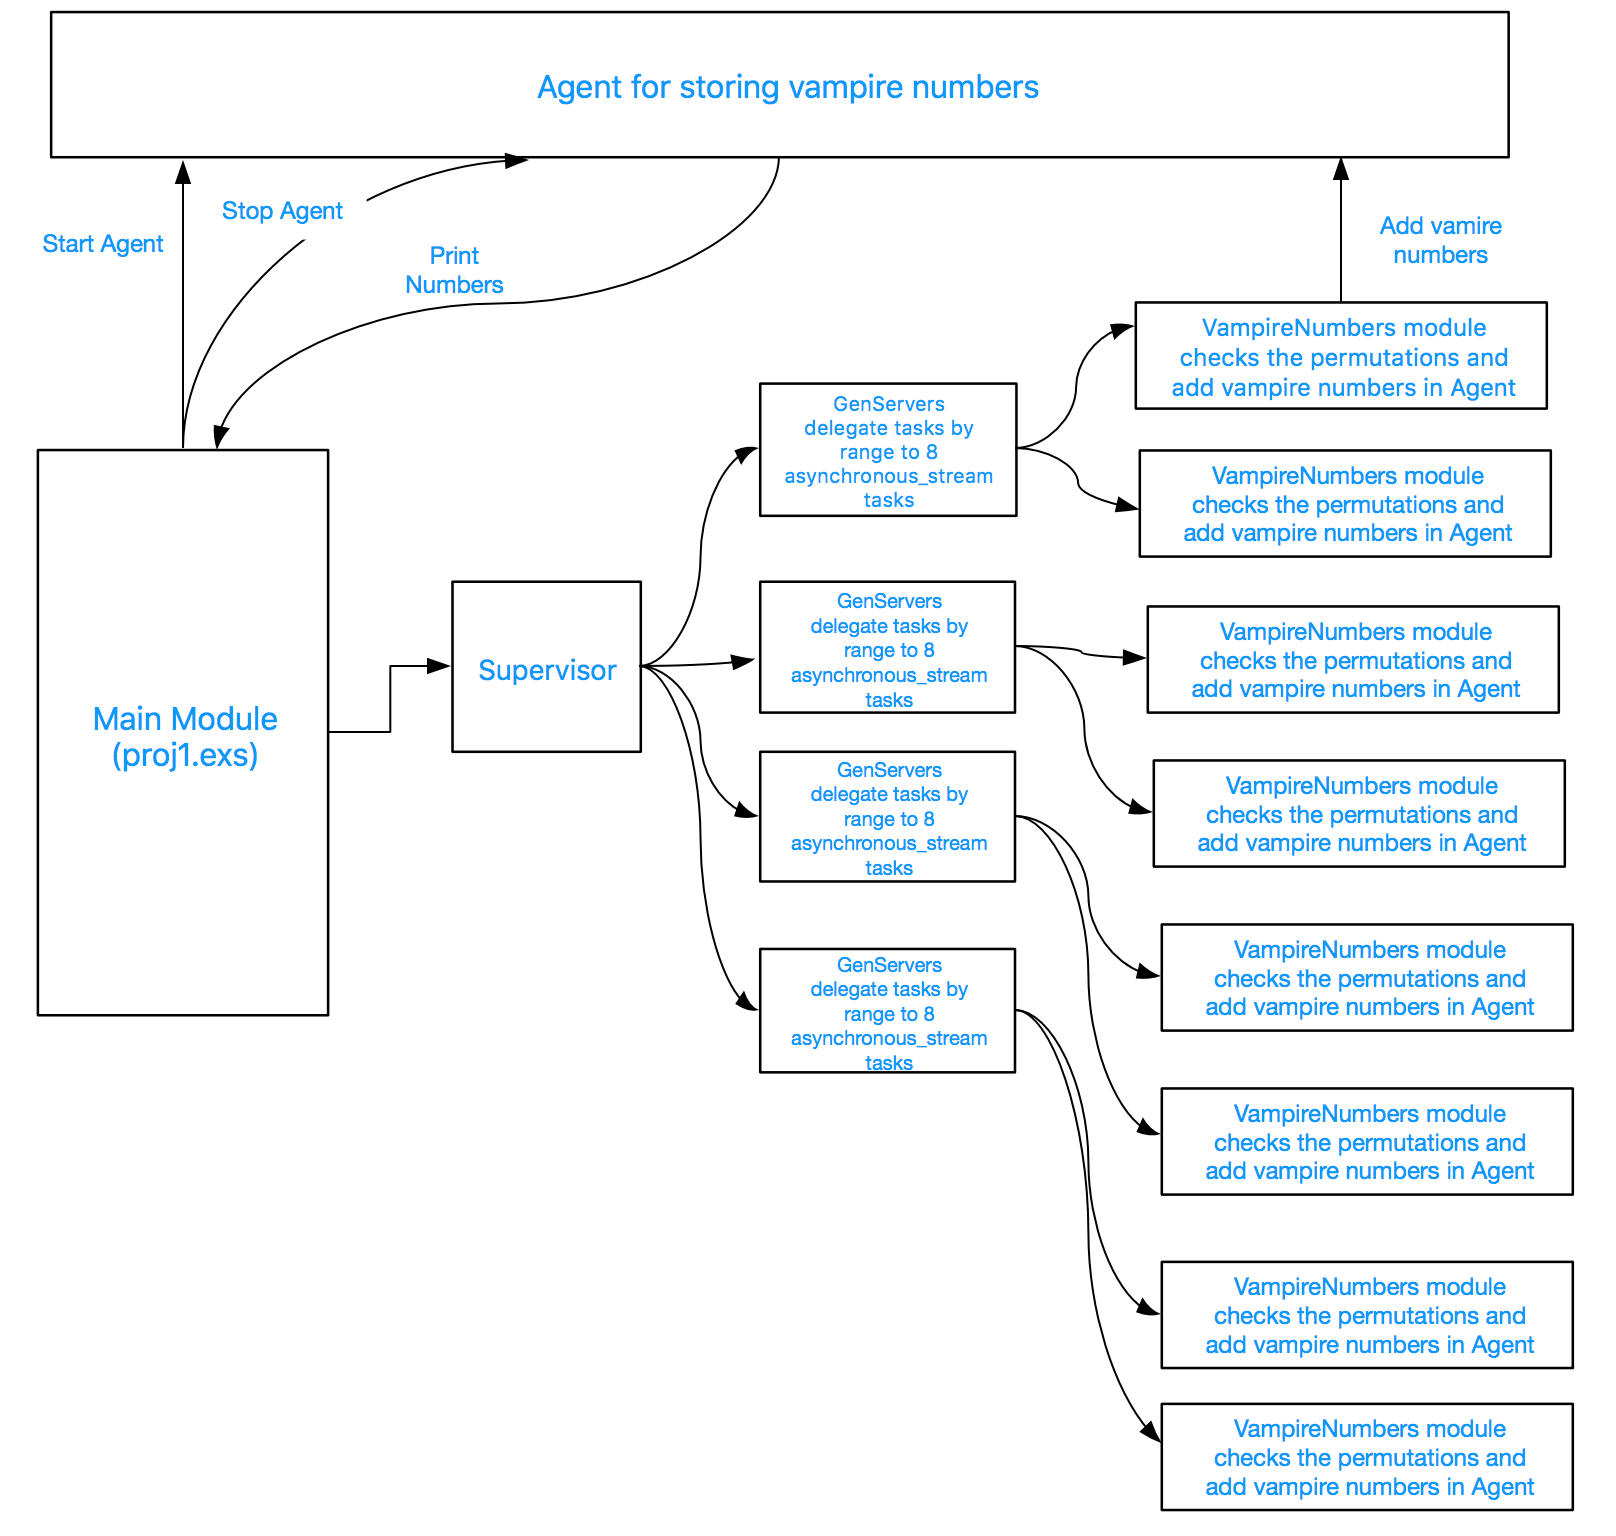 Agent for storing vampire numbers
Start Agent
Stop Agent
Print
Numbers
Add vamire
numbers
Main Module
(proj1.exs)
Supervisor
GenServers
delegate tasks by
range to 8
asynchronous_stream
tasks
GenServers
delegate tasks by
range to 8
asynchronous_stream
tasks
GenServers
delegate tasks by
range to 8
asynchronous_stream
tasks
GenServers
delegate tasks by
range to 8
asynchronous_stream
tasks
VampireNumbers module
checks the permutations and
add vampire numbers in Agent
VampireNumbers module
checks the permutations and
add vampire numbers in Agent
VampireNumbers module
checks the permutations and
add vampire numbers in Agent
VampireNumbers module
checks the permutations and
add vampire numbers in Agent
VampireNumbers module
checks the permutations and
add vampire numbers in Agent
VampireNumbers module
checks the permutations and
add vampire numbers in Agent
VampireNumbers module
checks the permutations and
add vampire numbers in Agent
VampireNumbers module
checks the permutations and
add vampire numbers in Agent